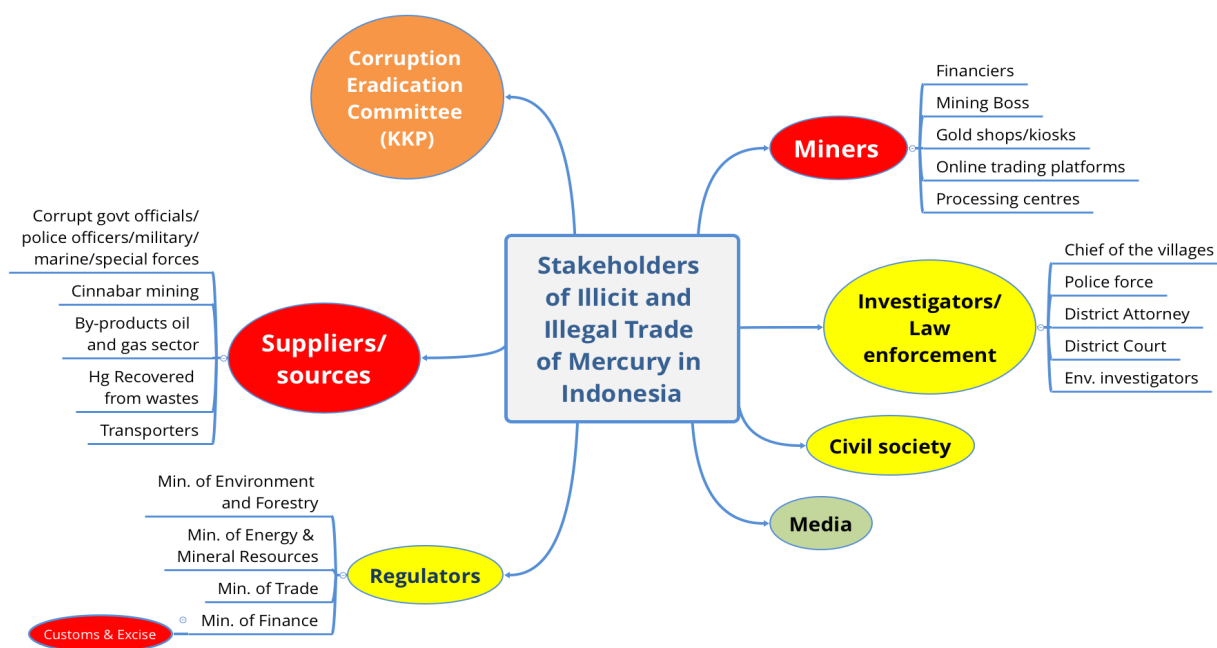 Corruption
Eradication
Committee
(KKP)
Financiers
Mining Boss
Miners
Gold shops/kiosks
Online trading platforms
Processing centres
Corrupt govt officials/
police officers/military/
marine/special forces
Cinnabar mining
By-products oil
and gas sector
Hg Recovered
from wastes
Transporters
Suppliers/
sources
Stakeholders
of Illicit and
Illegal Trade
of Mercury in
Indonesia
Investigators/
Law
enforcement
Chief of the villages
Police force
District Attorney
District Court
Env. investigators
Civil society
Media
Min. of Environment
and Forestry
Min. of Energy &
Mineral Resources
Min. of Trade
Min. of Finance
Customs & Excise
Regulators